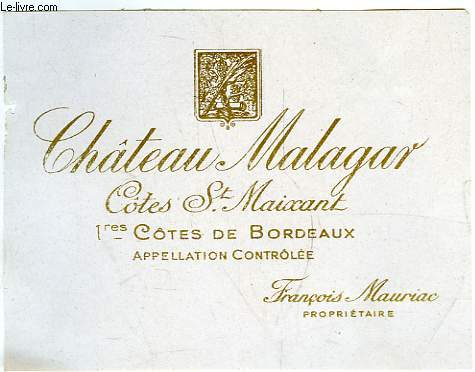 Le-livre.com
Château Malagar
Côtes St Maixant
1res CÔTES DE BORDEAUX
APPELLATION CONTRÔLÉE
François Mauriac
PROPRIÉTAIRE